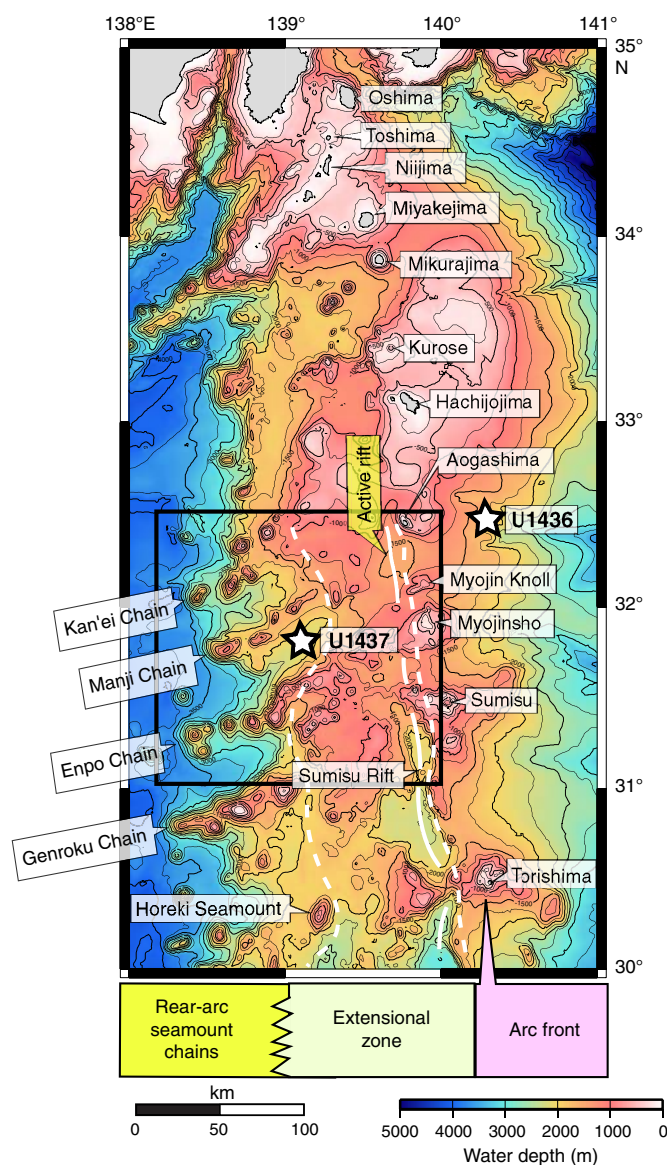 138°E
139°
140°
141°
35°
N
Oshima
Toshima
Niijima
Miyakejima
34°
Mikurajima
Kurose
Hachijojima
33°
Active rift
Aogashima
U1436
Myojin Knoll
32°
Kan'ei Chain
Myojinsho
U1437
Manji Chain
Sumisu
Enpo Chain
Sumisu Rift
31°
Genroku Chain
Torishima
Horeki Seamount
30°
Rear-arc
seamount
chains
Extensional
zone
Arc front
km
0 50 100
5000 4000 3000 2000 1000 0
Water depth (m)